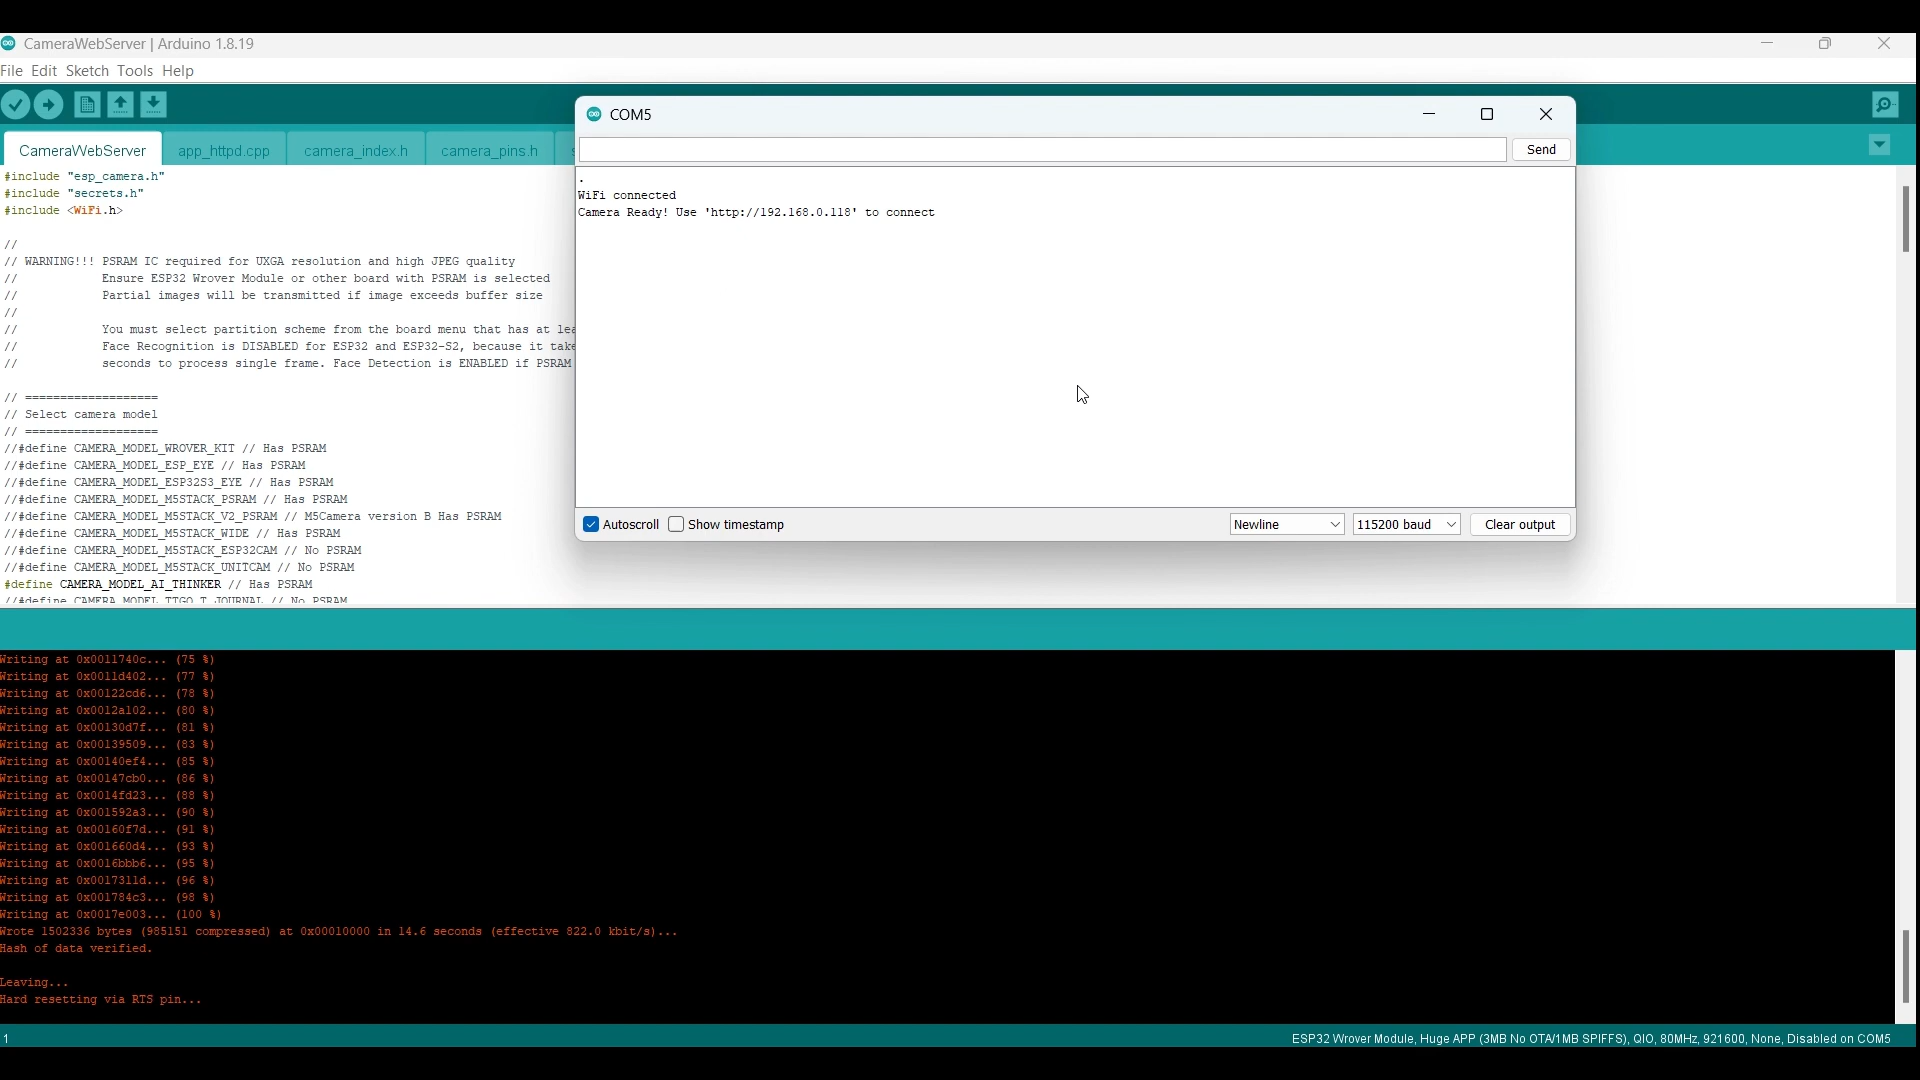 CameraWebServer | Arduino 1.8.19
File Edit Sketch Tools Help
CameraWebServer app_httpd.cpp camera_index.h camera_pins.h
#include "esp_camera.h"
#include "secrets.h"
#include <WiFi.h>
//
// WARNING!!! PSRAM IC required for UXGA resolution and high JPEG quality
// Ensure ESP32 Wrover Module or other board with PSRAM is selected
// Partial images will be transmitted if image exceeds buffer size
//
// You must select partition scheme from the board menu that has at lea
// Face Recognition is DISABLED for ESP32 and ESP32-S2, because it take
// seconds to process single frame. Face Detection is ENABLED if PSRAM
// ===================
// Select camera model
// ===================
//#define CAMERA_MODEL_WROVER_KIT // Has PSRAM
//#define CAMERA_MODEL_ESP_EYE // Has PSRAM
//#define CAMERA_MODEL_ESP32S3_EYE // Has PSRAM
//#define CAMERA_MODEL_M5STACK_PSRAM // Has PSRAM
//#define CAMERA_MODEL_M5STACK_V2_PSRAM // M5Camera version B Has PSRAM
//#define CAMERA_MODEL_M5STACK_WIDE // Has PSRAM
//#define CAMERA_MODEL_M5STACK_ESP32CAM // No PSRAM
//#define CAMERA_MODEL_M5STACK_UNITCAM // No PSRAM
#define CAMERA_MODEL_AI_THINKER // Has PSRAM
//#define CAMERA_MODEL_TTGO_T_JOURNAL // No PSRAM
COM5
Send
.
WiFi connected
Camera Ready! Use 'http://192.168.0.118' to connect
Autoscroll Show timestamp Newline 115200 baud Clear output
Writing at 0x0011740c... (75 %)
Writing at 0x0011d402... (77 %)
Writing at 0x00122cd6... (78 %)
Writing at 0x0012a102... (80 %)
Writing at 0x00130d7f... (81 %)
Writing at 0x00139509... (83 %)
Writing at 0x00140ef4... (85 %)
Writing at 0x00147cb0... (86 %)
Writing at 0x0014fd23... (88 %)
Writing at 0x001592a3... (90 %)
Writing at 0x00160f7d... (91 %)
Writing at 0x001660d4... (93 %)
Writing at 0x0016bbb6... (95 %)
Writing at 0x0017311d... (96 %)
Writing at 0x001784c3... (98 %)
Writing at 0x0017e003... (100 %)
Wrote 1502336 bytes (985151 compressed) at 0x00010000 in 14.6 seconds (effective 822.0 kbit/s)...
Hash of data verified.
Leaving...
Hard resetting via RTS pin...
1 ESP32 Wrover Module, Huge APP (3MB No OTA/1MB SPIFFS), QIO, 80MHz, 921600, None, Disabled on COM5